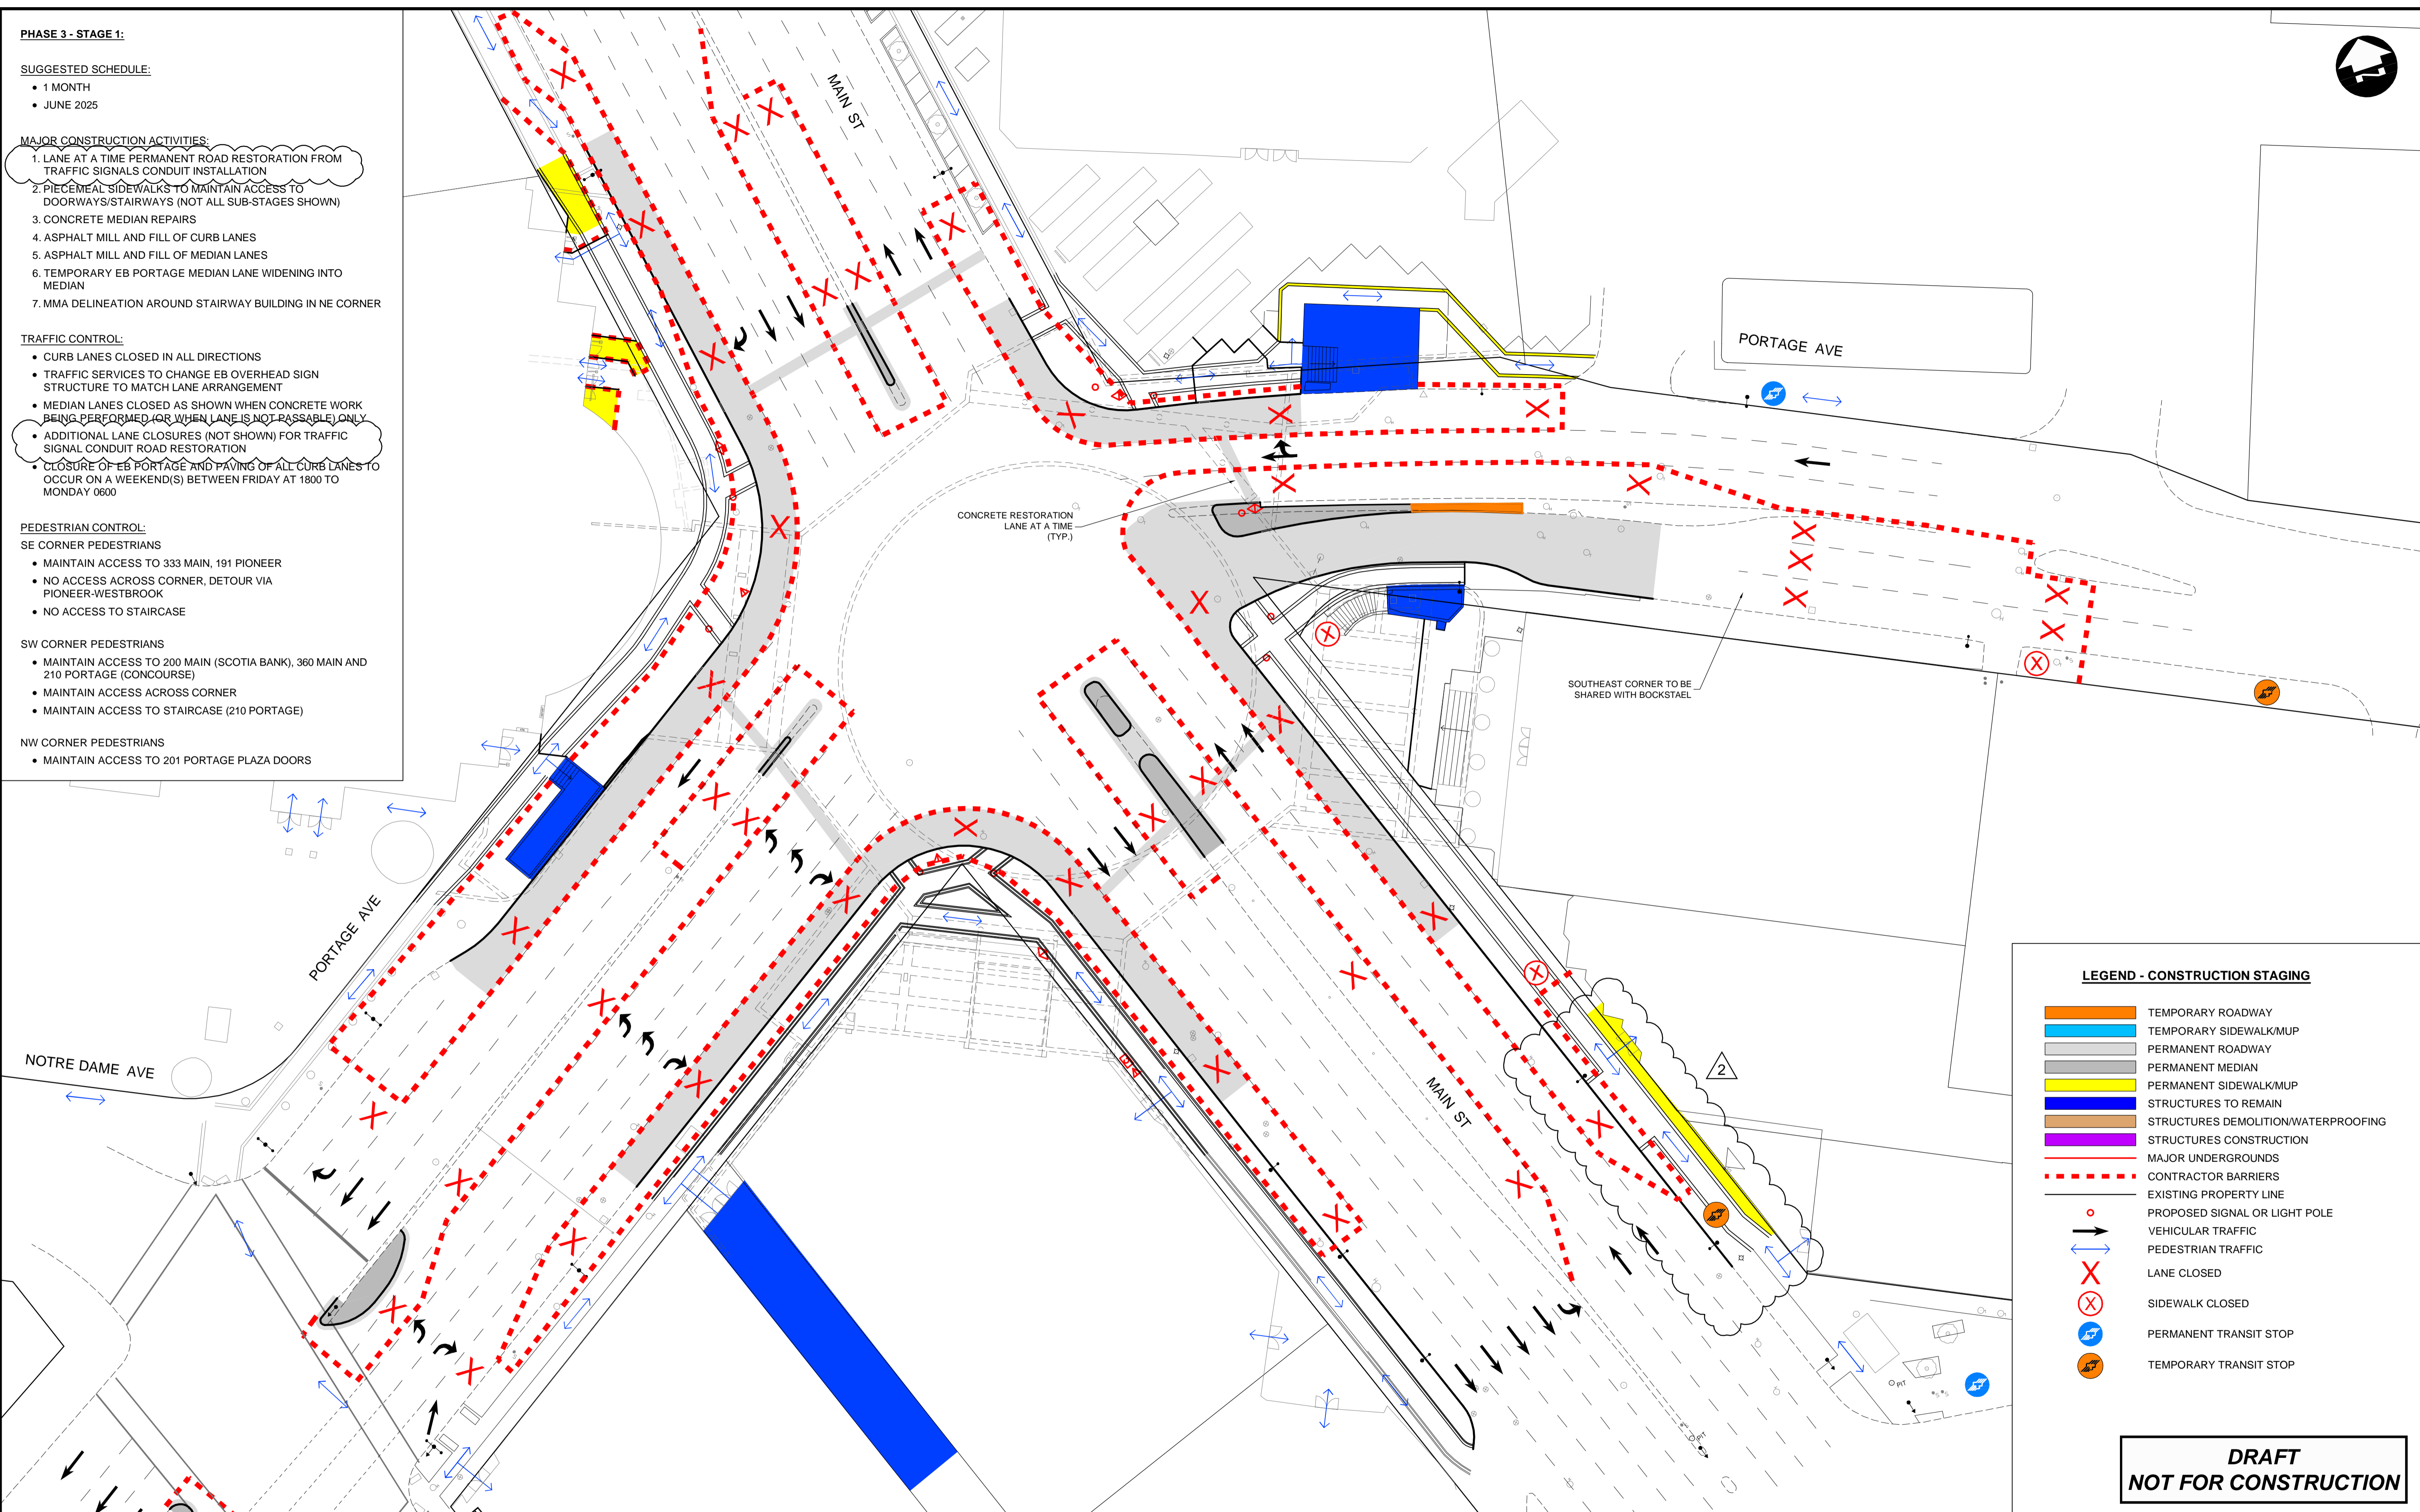 PHASE 3 - STAGE 1:
SUGGESTED SCHEDULE:
• 1 MONTH
• JUNE 2025
MAJOR CONSTRUCTION ACTIVITIES:
1. LANE AT A TIME PERMANENT ROAD RESTORATION FROM
TRAFFIC SIGNALS CONDUIT INSTALLATION
2. PIECEMEAL SIDEWALKS TO MAINTAIN ACCESS TO
DOORWAYS/STAIRWAYS (NOT ALL SUB-STAGES SHOWN)
3. CONCRETE MEDIAN REPAIRS
4. ASPHALT MILL AND FILL OF CURB LANES
5. ASPHALT MILL AND FILL OF MEDIAN LANES
6. TEMPORARY EB PORTAGE MEDIAN LANE WIDENING INTO
MEDIAN
7. MMA DELINEATION AROUND STAIRWAY BUILDING IN NE CORNER
TRAFFIC CONTROL:
• CURB LANES CLOSED IN ALL DIRECTIONS
• TRAFFIC SERVICES TO CHANGE EB OVERHEAD SIGN
STRUCTURE TO MATCH LANE ARRANGEMENT
• MEDIAN LANES CLOSED AS SHOWN WHEN CONCRETE WORK
BEING PERFORMED (OR WHEN LANE IS NOT PASSABLE) ONLY
• ADDITIONAL LANE CLOSURES (NOT SHOWN) FOR TRAFFIC
SIGNAL CONDUIT ROAD RESTORATION
• CLOSURE OF EB PORTAGE AND PAVING OF ALL CURB LANES TO
OCCUR ON A WEEKEND(S) BETWEEN FRIDAY AT 1800 TO
MONDAY 0600
PEDESTRIAN CONTROL:
SE CORNER PEDESTRIANS
• MAINTAIN ACCESS TO 333 MAIN, 191 PIONEER
• NO ACCESS ACROSS CORNER, DETOUR VIA
PIONEER-WESTBROOK
• NO ACCESS TO STAIRCASE
SW CORNER PEDESTRIANS
• MAINTAIN ACCESS TO 200 MAIN (SCOTIA BANK), 360 MAIN AND
210 PORTAGE (CONCOURSE)
• MAINTAIN ACCESS ACROSS CORNER
• MAINTAIN ACCESS TO STAIRCASE (210 PORTAGE)
NW CORNER PEDESTRIANS
• MAINTAIN ACCESS TO 201 PORTAGE PLAZA DOORS
MAIN ST
PORTAGE AVE
CONCRETE RESTORATION
LANE AT A TIME
(TYP.)
SOUTHEAST CORNER TO BE
SHARED WITH BOCKSTAEL
PORTAGE AVE
NOTRE DAME AVE
MAIN ST
2
PIT
PIT
LEGEND - CONSTRUCTION STAGING
TEMPORARY ROADWAY
TEMPORARY SIDEWALK/MUP
PERMANENT ROADWAY
PERMANENT MEDIAN
PERMANENT SIDEWALK/MUP
STRUCTURES TO REMAIN
STRUCTURES DEMOLITION/WATERPROOFING
STRUCTURES CONSTRUCTION
MAJOR UNDERGROUNDS
CONTRACTOR BARRIERS
EXISTING PROPERTY LINE
PROPOSED SIGNAL OR LIGHT POLE
VEHICULAR TRAFFIC
PEDESTRIAN TRAFFIC
LANE CLOSED
SIDEWALK CLOSED
PERMANENT TRANSIT STOP
TEMPORARY TRANSIT STOP
DRAFT
NOT FOR CONSTRUCTION